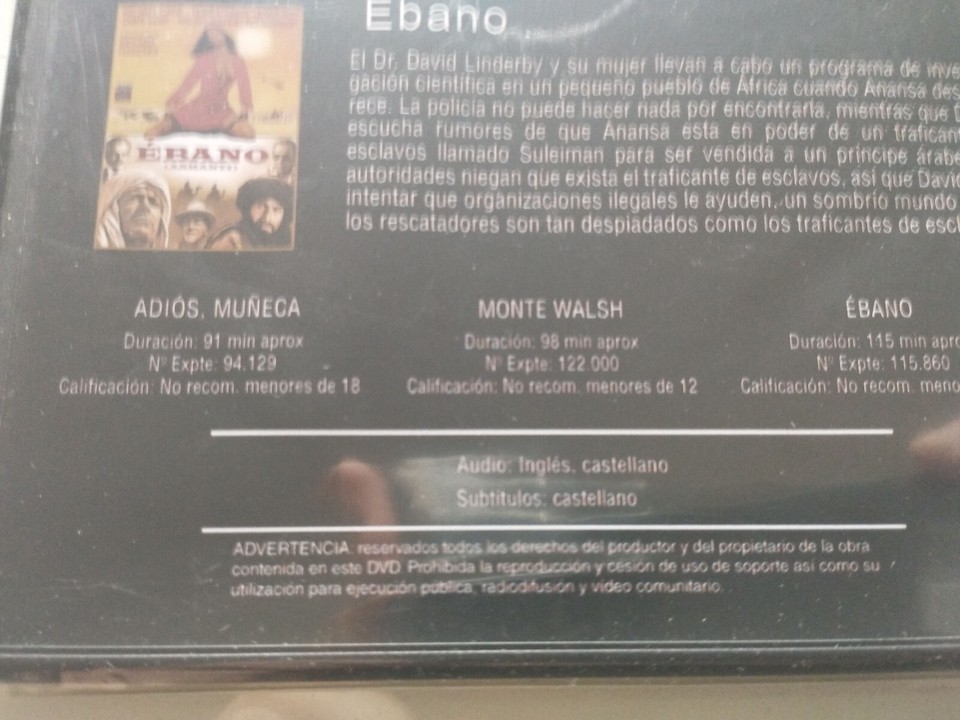 Ébano
El Dr. David Linderby y su mujer llevan a cabo un programa de inve
gación científica en un pequeño pueblo de África cuando Anansa des
rece. La policía no puede hacer nada por encontrarla, mientras que D
escucha rumores de que Anansa está en poder de un trafican
esclavos llamado Suleiman para ser vendida a un príncipe árabe
autoridades niegan que exista el traficante de esclavos, así que David
intentar que organizaciones ilegales le ayuden, un sombrío mundo
los rescatadores son tan despiadados como los traficantes de escl
ÉBANO
(ASHANTI)
ADIÓS, MUÑECA
Duración: 91 min aprox
Nº Expte: 94.129
Calificación: No recom. menores de 18
MONTE WALSH
Duración: 98 min aprox
Nº Expte: 122.000
Calificación: No recom. menores de 12
ÉBANO
Duración: 115 min apro
Nº Expte: 115.860
Calificación: No recom. meno
Audio: Inglés, castellano
Subtítulos: castellano
ADVERTENCIA: reservados todos los derechos del productor y del propietario de la obra
contenida en este DVD. Prohibida la reproducción y cesión de uso de soporte así como su
utilización para ejecución pública, radiodifusión y vídeo comunitario.